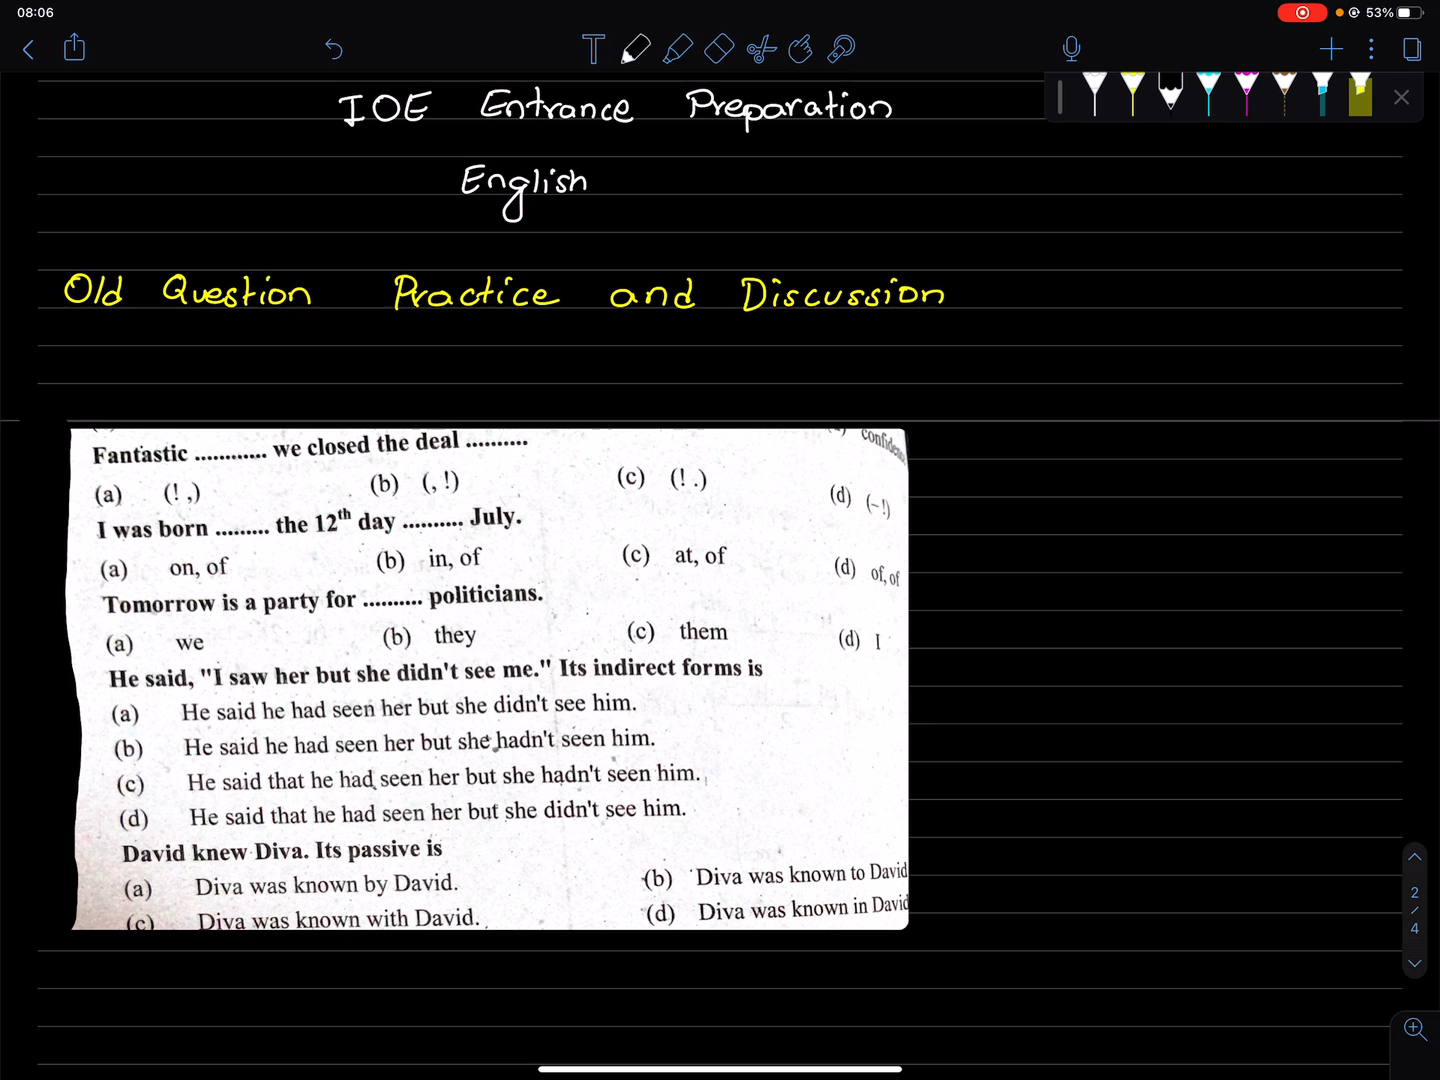 08:06
53%
IOE Entrance Preparation
English
Old Question Practice and Discussion
Fantastic ............ we closed the deal ..........
(a) (! ,) (b) (, !) (c) (! .) (d) (–!)
I was born ......... the 12th day .......... July.
(a) on, of (b) in, of (c) at, of (d) of, of
Tomorrow is a party for .......... politicians.
(a) we (b) they (c) them (d) I
He said, "I saw her but she didn't see me." Its indirect forms is
(a) He said he had seen her but she didn't see him.
(b) He said he had seen her but she hadn't seen him.
(c) He said that he had seen her but she hadn't seen him.
(d) He said that he had seen her but she didn't see him.
David knew Diva. Its passive is
(a) Diva was known by David. (b) Diva was known to David
(c) Diva was known with David. (d) Diva was known in David
2
/
4